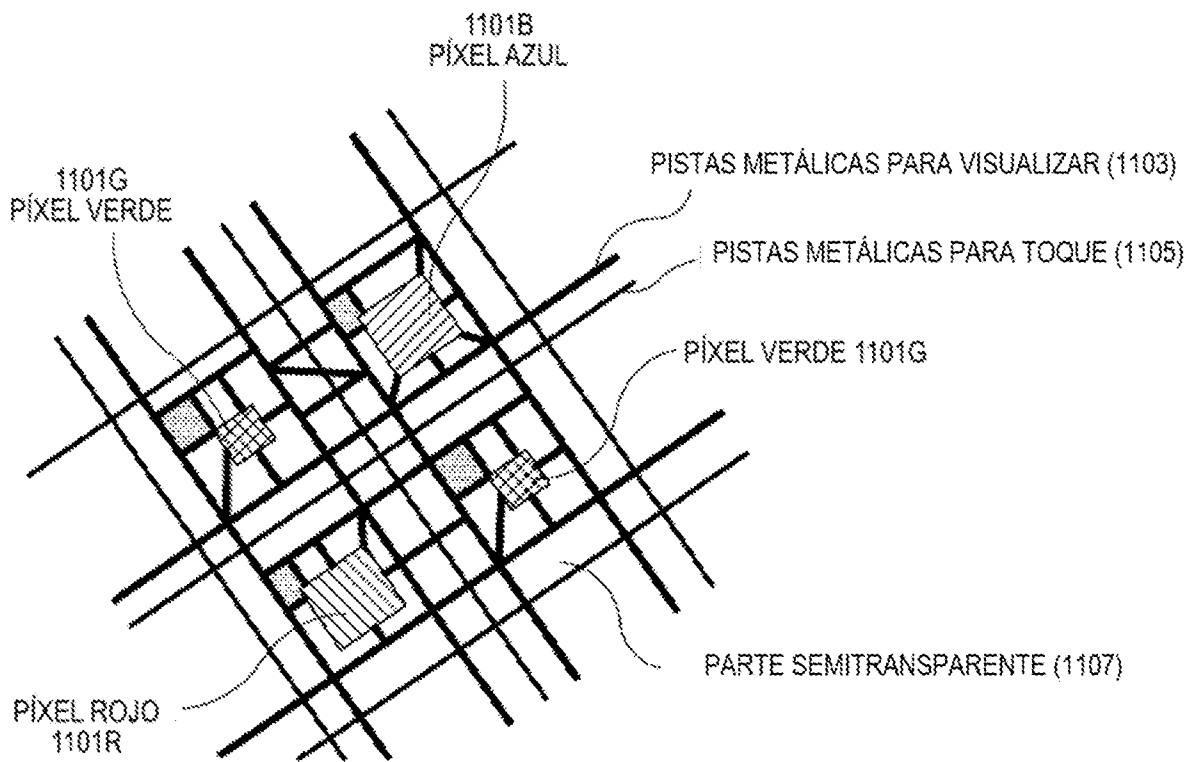 1101B
PÍXEL AZUL
1101G
PÍXEL VERDE
PISTAS METÁLICAS PARA VISUALIZAR (1103)
PISTAS METÁLICAS PARA TOQUE (1105)
PÍXEL VERDE 1101G
PARTE SEMITRANSPARENTE (1107)
PÍXEL ROJO
1101R